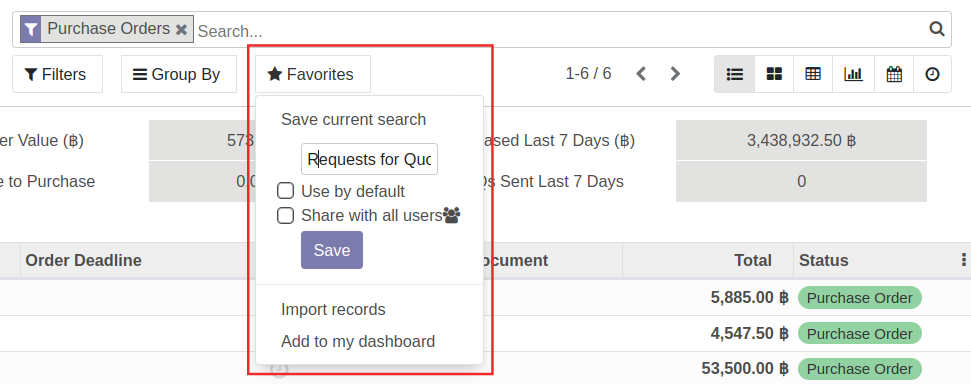 Purchase Orders
Search...
Filters
Group By
Favorites
1-6 / 6
Save current search
Requests for Quo
Use by default
Share with all users
Save
Import records
Add to my dashboard
er Value (฿)
573
ased Last 7 Days (฿)
3,438,932.50 ฿
e to Purchase
0.0
Qs Sent Last 7 Days
0
Order Deadline
ocument
Total
Status
5,885.00 ฿
Purchase Order
4,547.50 ฿
Purchase Order
53,500.00 ฿
Purchase Order